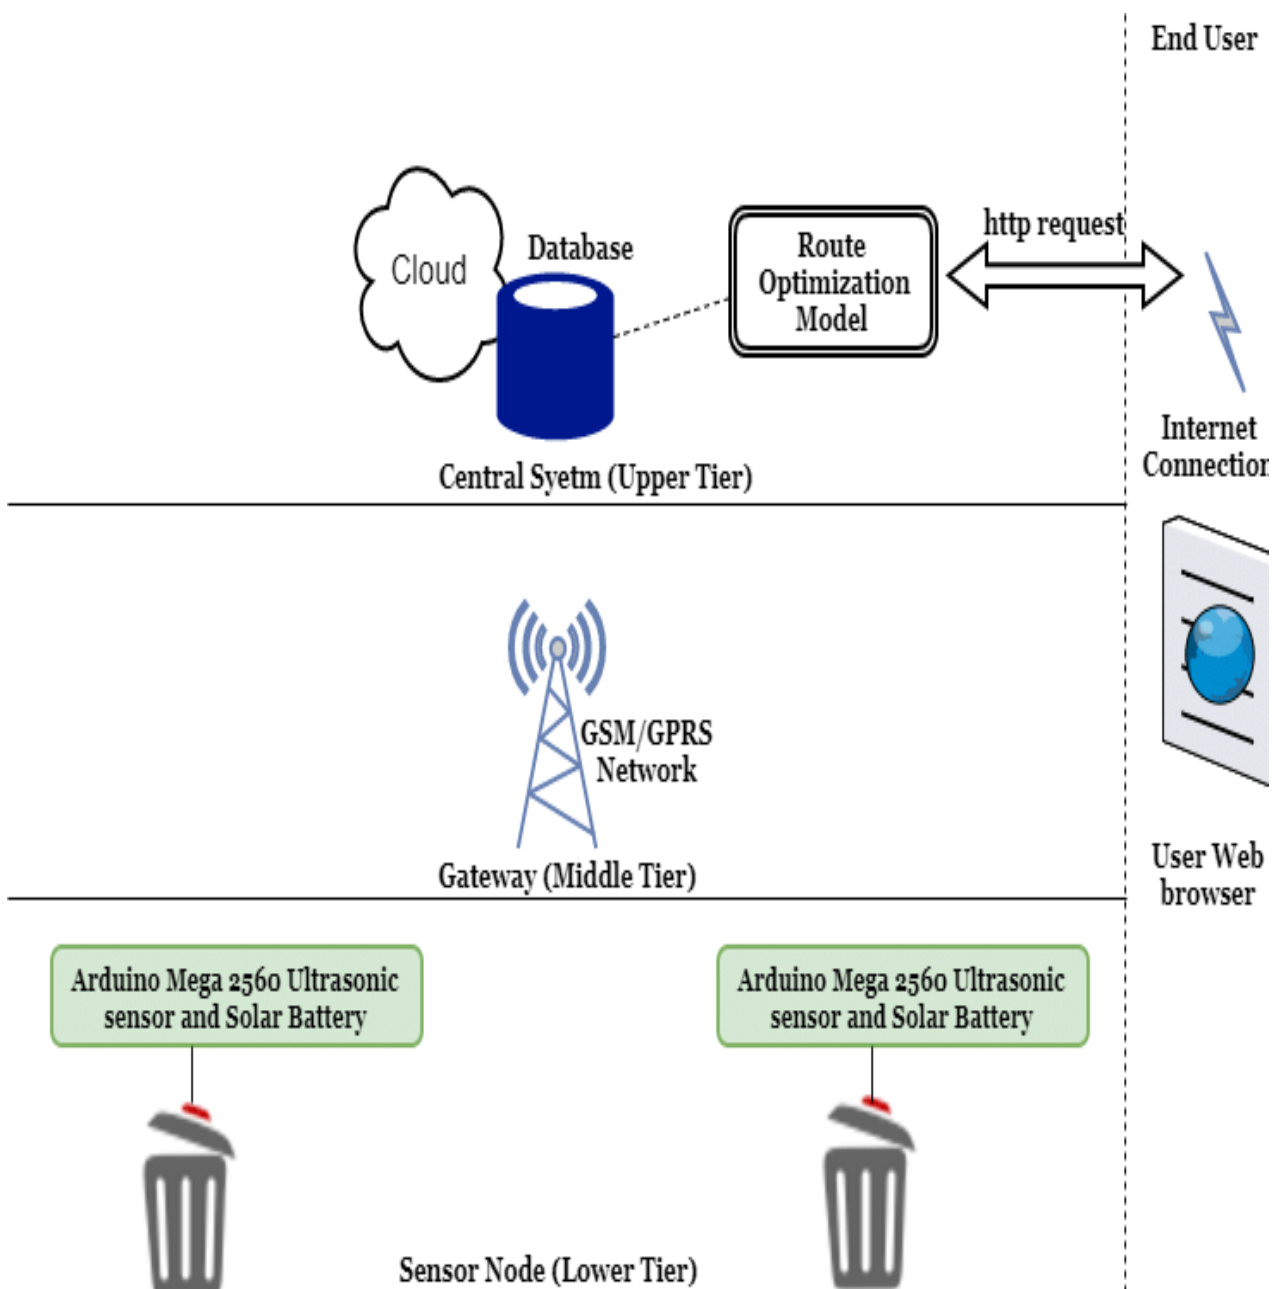 End User
http request
Cloud
Database
Route
Optimization
Model
Internet
Connection
Central Syetm (Upper Tier)
GSM/GPRS
Network
Gateway (Middle Tier)
User Web
browser
Arduino Mega 2560 Ultrasonic
sensor and Solar Battery
Arduino Mega 2560 Ultrasonic
sensor and Solar Battery
Sensor Node (Lower Tier)